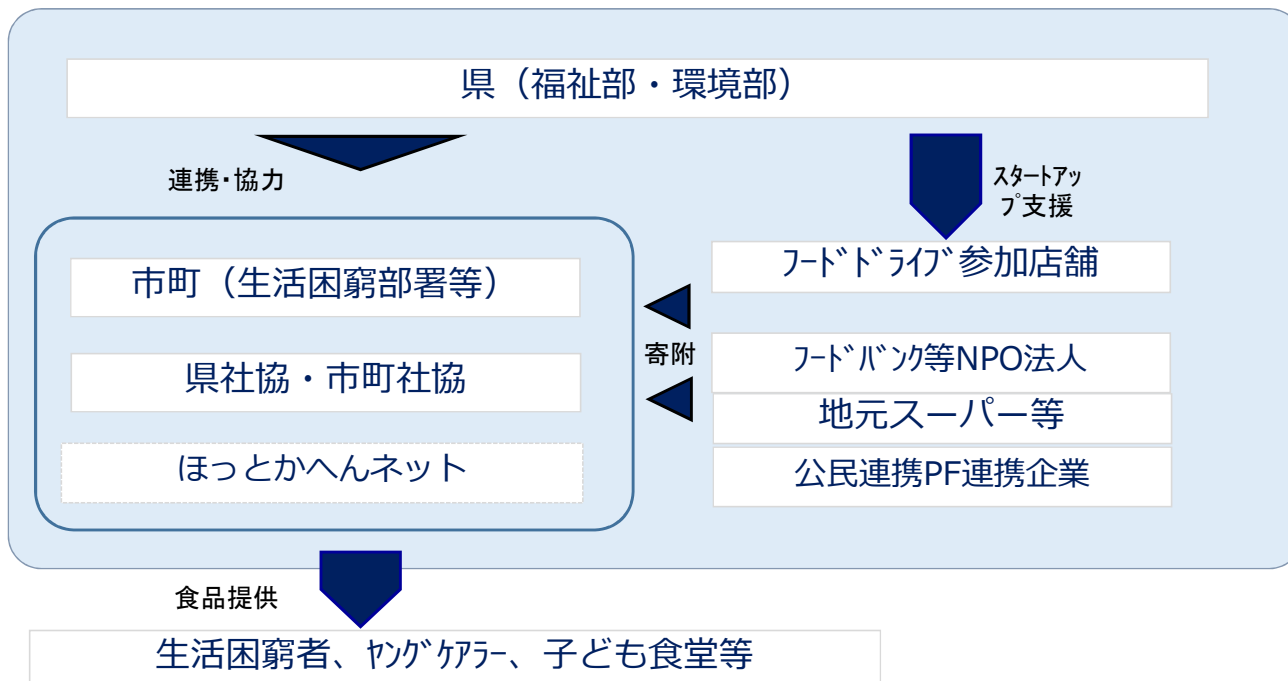 県（福祉部・環境部）
連携・協力
ｽﾀｰﾄｱｯ
ﾌﾟ支援
市町（生活困窮部署等）
県社協・市町社協
ほっとかへんネット
寄附
ﾌｰﾄﾞﾄﾞﾗｲﾌﾞ参加店舗
ﾌｰﾄﾞﾊﾞﾝｸ等NPO法人
地元スーパー等
公民連携PF連携企業
食品提供
生活困窮者、ﾔﾝｸﾞｹｱﾗｰ、子ども食堂等